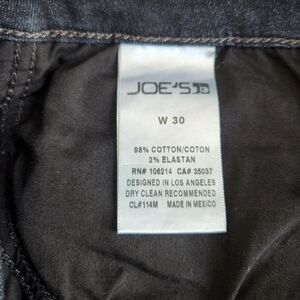 JOE'S JD
W 30
98% COTTON/COTON
2% ELASTAN
RN# 106214 CA# 35037
DESIGNED IN LOS ANGELES
DRY CLEAN RECOMMENDED
CL#114M MADE IN MEXICO